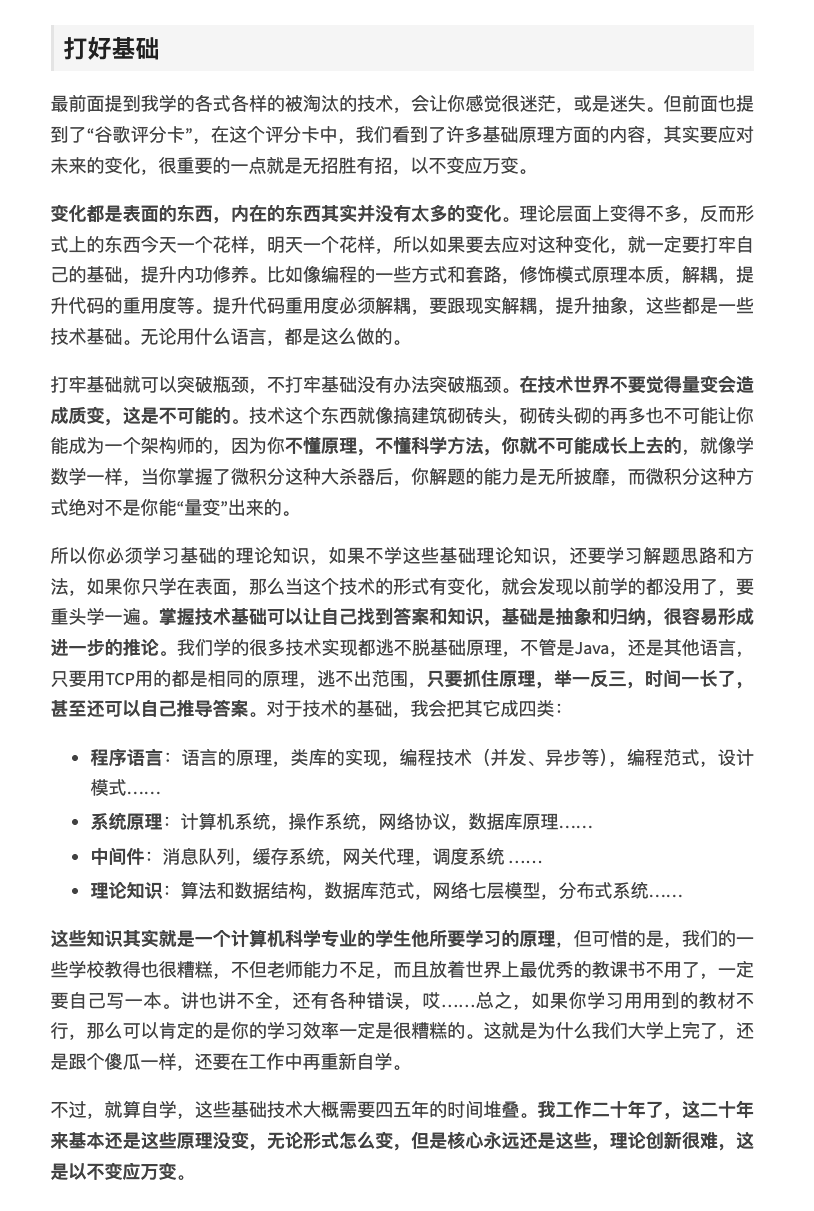 打好基础
最前面提到我学的各式各样的被淘汰的技术，会让你感觉很迷茫，或是迷失。但前面也提
到了“谷歌评分卡”，在这个评分卡中，我们看到了许多基础原理方面的内容，其实要应对
未来的变化，很重要的一点就是无招胜有招，以不变应万变。
变化都是表面的东西，内在的东西其实并没有太多的变化。理论层面上变得不多，反而形
式上的东西今天一个花样，明天一个花样，所以如果要去应对这种变化，就一定要打牢自
己的基础，提升内功修养。比如像编程的一些方式和套路，修饰模式原理本质，解耦，提
升代码的重用度等。提升代码重用度必须解耦，要跟现实解耦，提升抽象，这些都是一些
技术基础。无论用什么语言，都是这么做的。
打牢基础就可以突破瓶颈，不打牢基础没有办法突破瓶颈。在技术世界不要觉得量变会造
成质变，这是不可能的。技术这个东西就像搞建筑砌砖头，砌砖头砌的再多也不可能让你
能成为一个架构师的，因为你不懂原理，不懂科学方法，你就不可能成长上去的，就像学
数学一样，当你掌握了微积分这种大杀器后，你解题的能力是无所披靡，而微积分这种方
式绝对不是你能“量变”出来的。
所以你必须学习基础的理论知识，如果不学这些基础理论知识，还要学习解题思路和方
法，如果你只学在表面，那么当这个技术的形式有变化，就会发现以前学的都没用了，要
重头学一遍。掌握技术基础可以让自己找到答案和知识，基础是抽象和归纳，很容易形成
进一步的推论。我们学的很多技术实现都逃不脱基础原理，不管是Java，还是其他语言，
只要用TCP用的都是相同的原理，逃不出范围，只要抓住原理，举一反三，时间一长了，
甚至还可以自己推导答案。对于技术的基础，我会把其它成四类：
• 程序语言：语言的原理，类库的实现，编程技术（并发、异步等），编程范式，设计
模式……
• 系统原理：计算机系统，操作系统，网络协议，数据库原理……
• 中间件：消息队列，缓存系统，网关代理，调度系统 ……
• 理论知识：算法和数据结构，数据库范式，网络七层模型，分布式系统……
这些知识其实就是一个计算机科学专业的学生他所要学习的原理，但可惜的是，我们的一
些学校教得也很糟糕，不但老师能力不足，而且放着世界上最优秀的教课书不用了，一定
要自己写一本。讲也讲不全，还有各种错误，哎……总之，如果你学习用用到的教材不
行，那么可以肯定的是你的学习效率一定是很糟糕的。这就是为什么我们大学上完了，还
是跟个傻瓜一样，还要在工作中再重新自学。
不过，就算自学，这些基础技术大概需要四五年的时间堆叠。我工作二十年了，这二十年
来基本还是这些原理没变，无论形式怎么变，但是核心永远还是这些，理论创新很难，这
是以不变应万变。